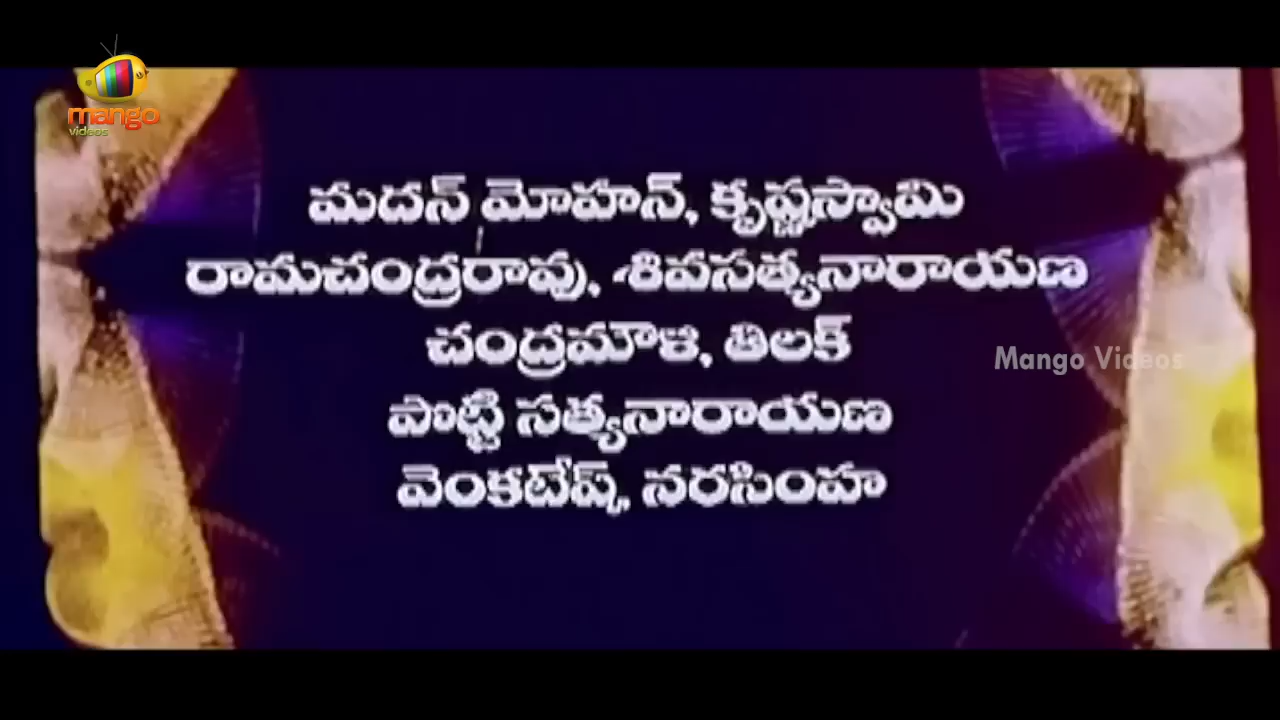 mango
videos
మదన్ మోహన్, కృష్ణస్వామి
రామచంద్రరావు, శివసత్యనారాయణ
చంద్రమౌళి, తిలక్
Mango Videos
పొట్టి సత్యనారాయణ
వెంకటేష్, నరసింహ